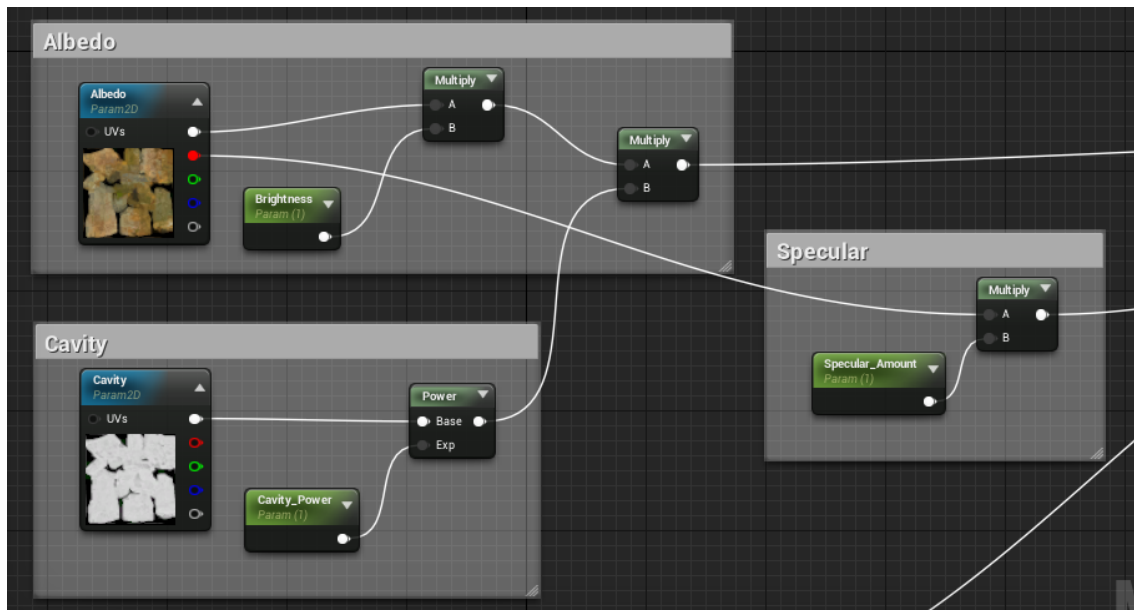 Albedo
Albedo
Param2D
UVs
Brightness
Param (1)
Multiply
A
B
Multiply
A
B
Specular
Multiply
A
B
Specular_Amount
Param (1)
Cavity
Cavity
Param2D
UVs
Power
Base
Exp
Cavity_Power
Param (1)